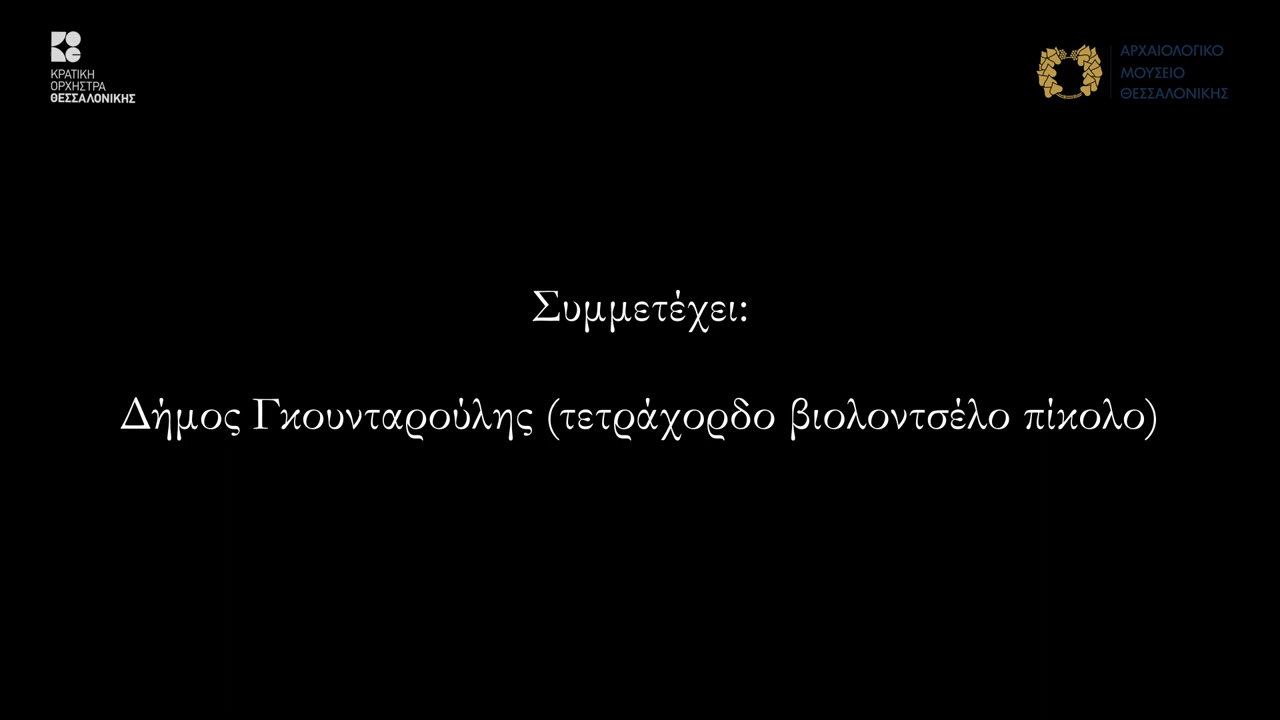 ΚΡΑΤΙΚΗ
ΟΡΧΗΣΤΡΑ
ΘΕΣΣΑΛΟΝΙΚΗΣ
ΑΡΧΑΙΟΛΟΓΙΚΟ
ΜΟΥΣΕΙΟ
ΘΕΣΣΑΛΟΝΙΚΗΣ
Συμμετέχει:
Δήμος Γκουνταρούλης (τετράχορδο βιολοντσέλο πίκολο)